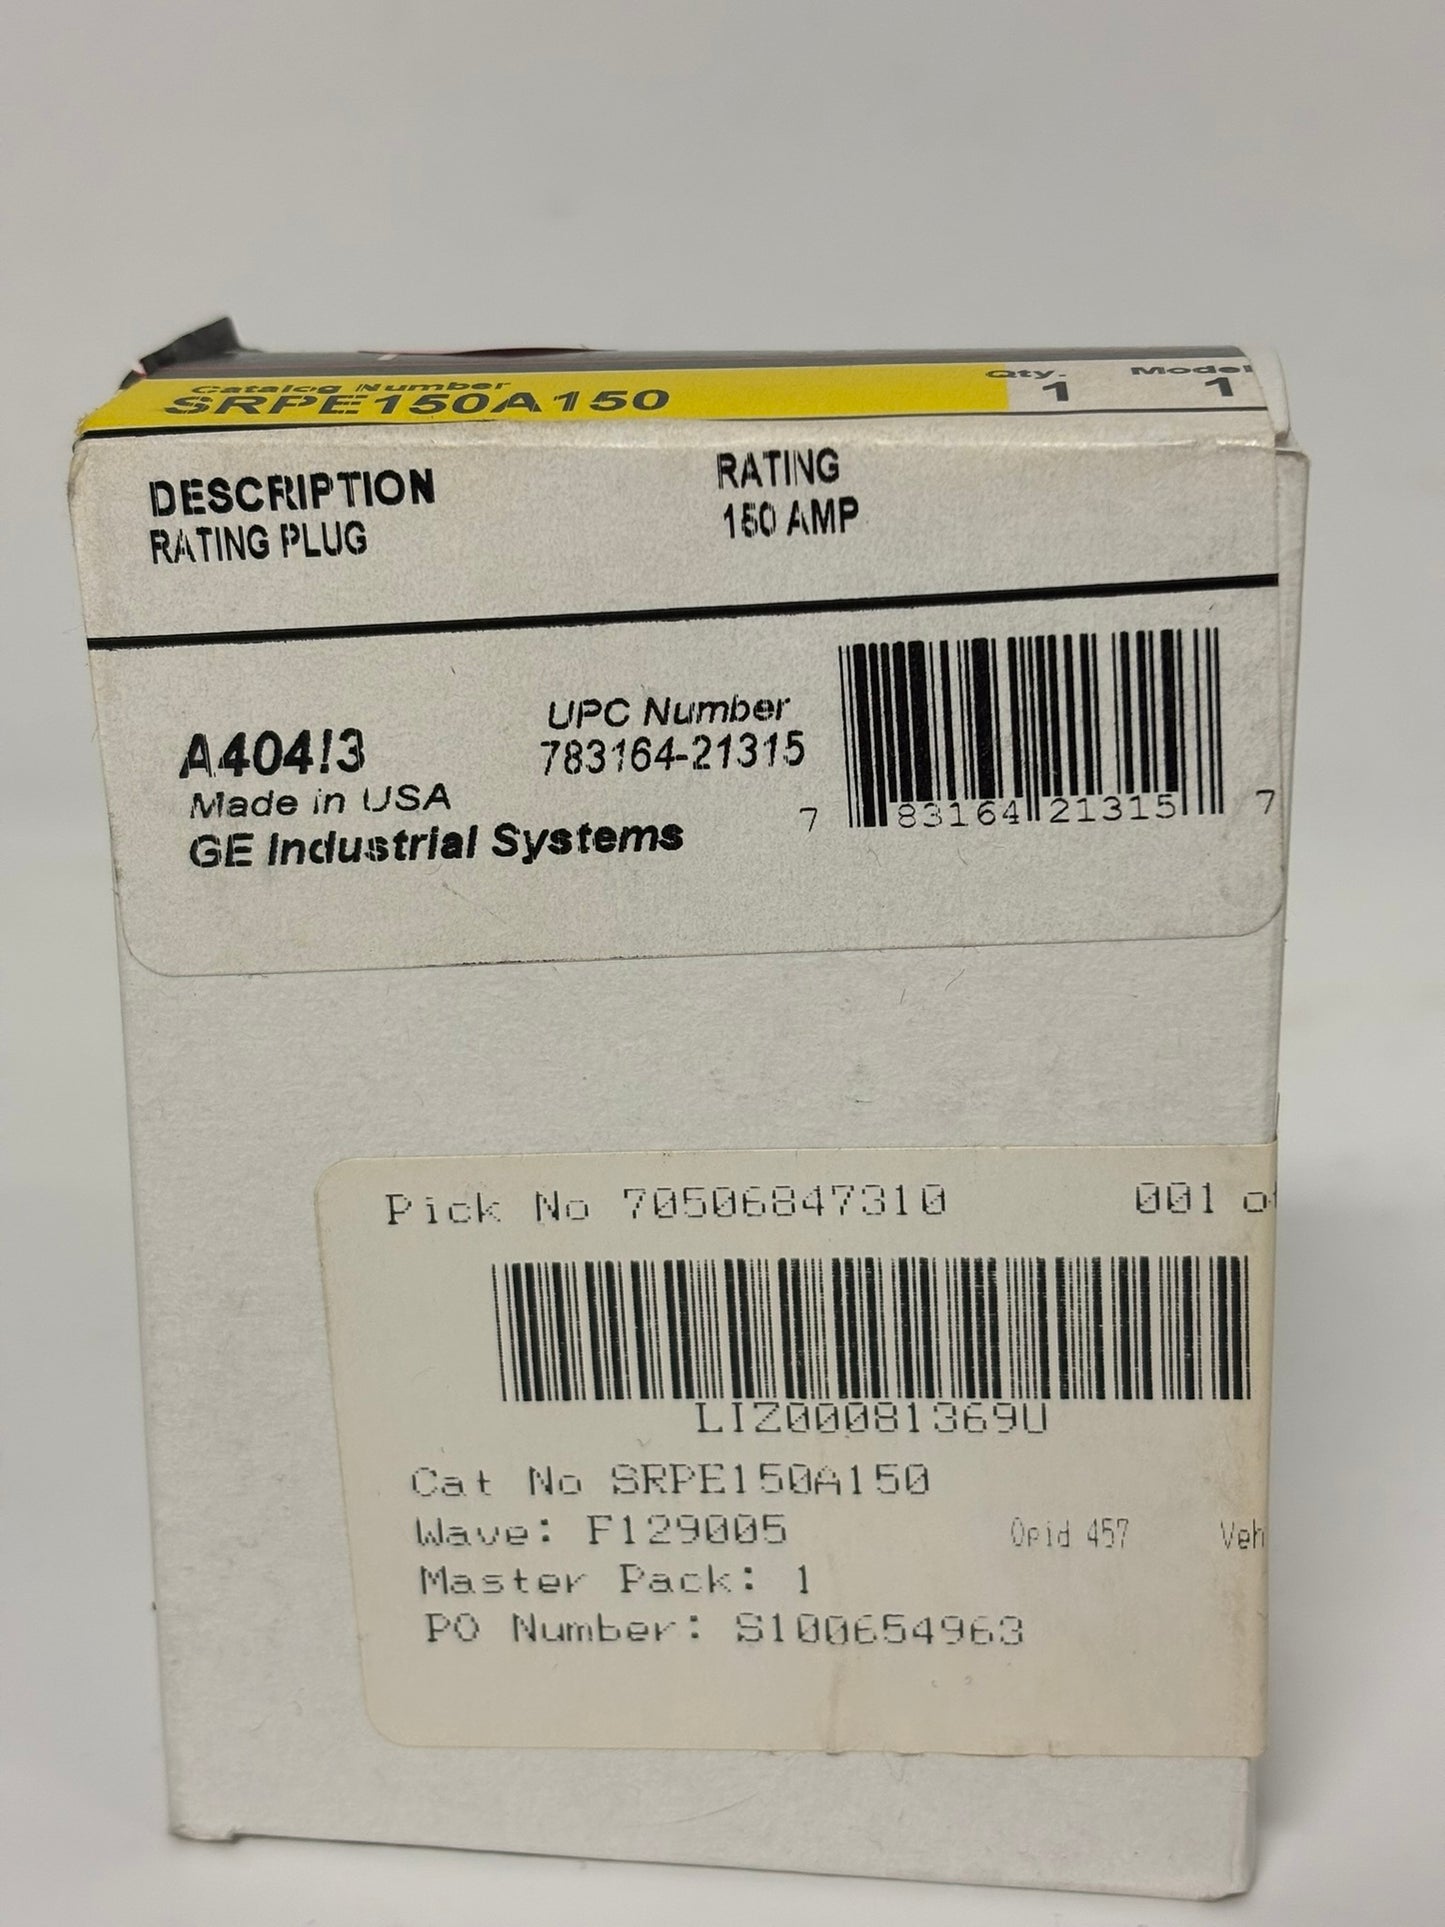 Catalog Number
SRPE150A150
Qty.
1
Model
1
DESCRIPTION
RATING PLUG
RATING
150 AMP
A404!3
Made in USA
GE Industrial Systems
UPC Number
783164-21315
7 83164 21315 7
Pick No 70506847310 001 of
LIZ00081369U
Cat No SRPE150A150
Wave: F129005 Opid 457 Veh
Master Pack: 1
PO Number: S100654963